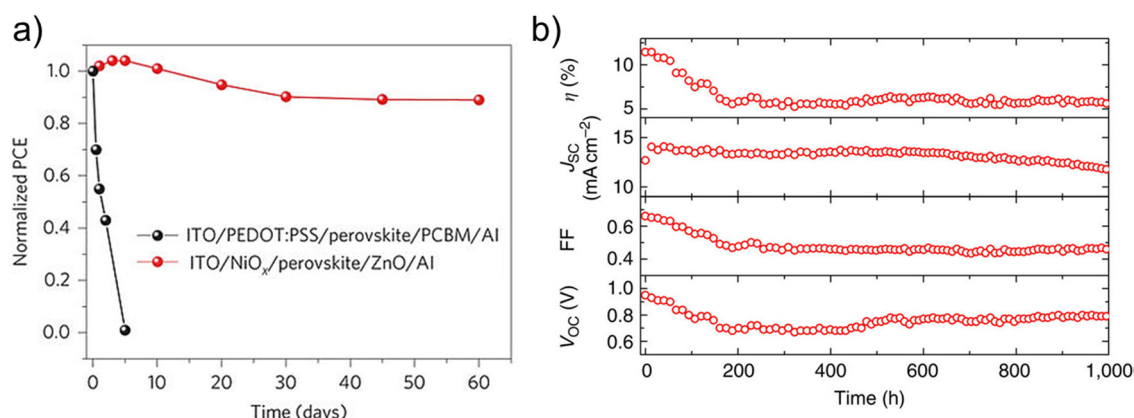 a)
1.0
0.8
0.6
0.4
0.2
0.0
Normalized PCE
ITO/PEDOT:PSS/perovskite/PCBM/Al
ITO/NiOx/perovskite/ZnO/Al
0 10 20 30 40 50 60
Time (days)
b)
10
5
η (%)
15
10
JSC
(mA cm−2)
0.6
0.4
FF
1.0
0.8
0.6
VOC (V)
0 200 400 600 800 1,000
Time (h)